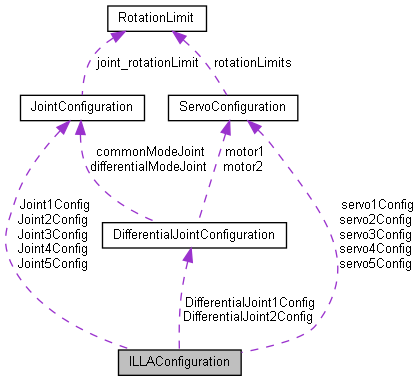 RotationLimit
joint_rotationLimit
rotationLimits
JointConfiguration
ServoConfiguration
commonModeJoint
differentialModeJoint
motor1
motor2
Joint1Config
Joint2Config
Joint3Config
Joint4Config
Joint5Config
servo1Config
servo2Config
servo3Config
servo4Config
servo5Config
DifferentialJointConfiguration
DifferentialJoint1Config
DifferentialJoint2Config
ILLAConfiguration